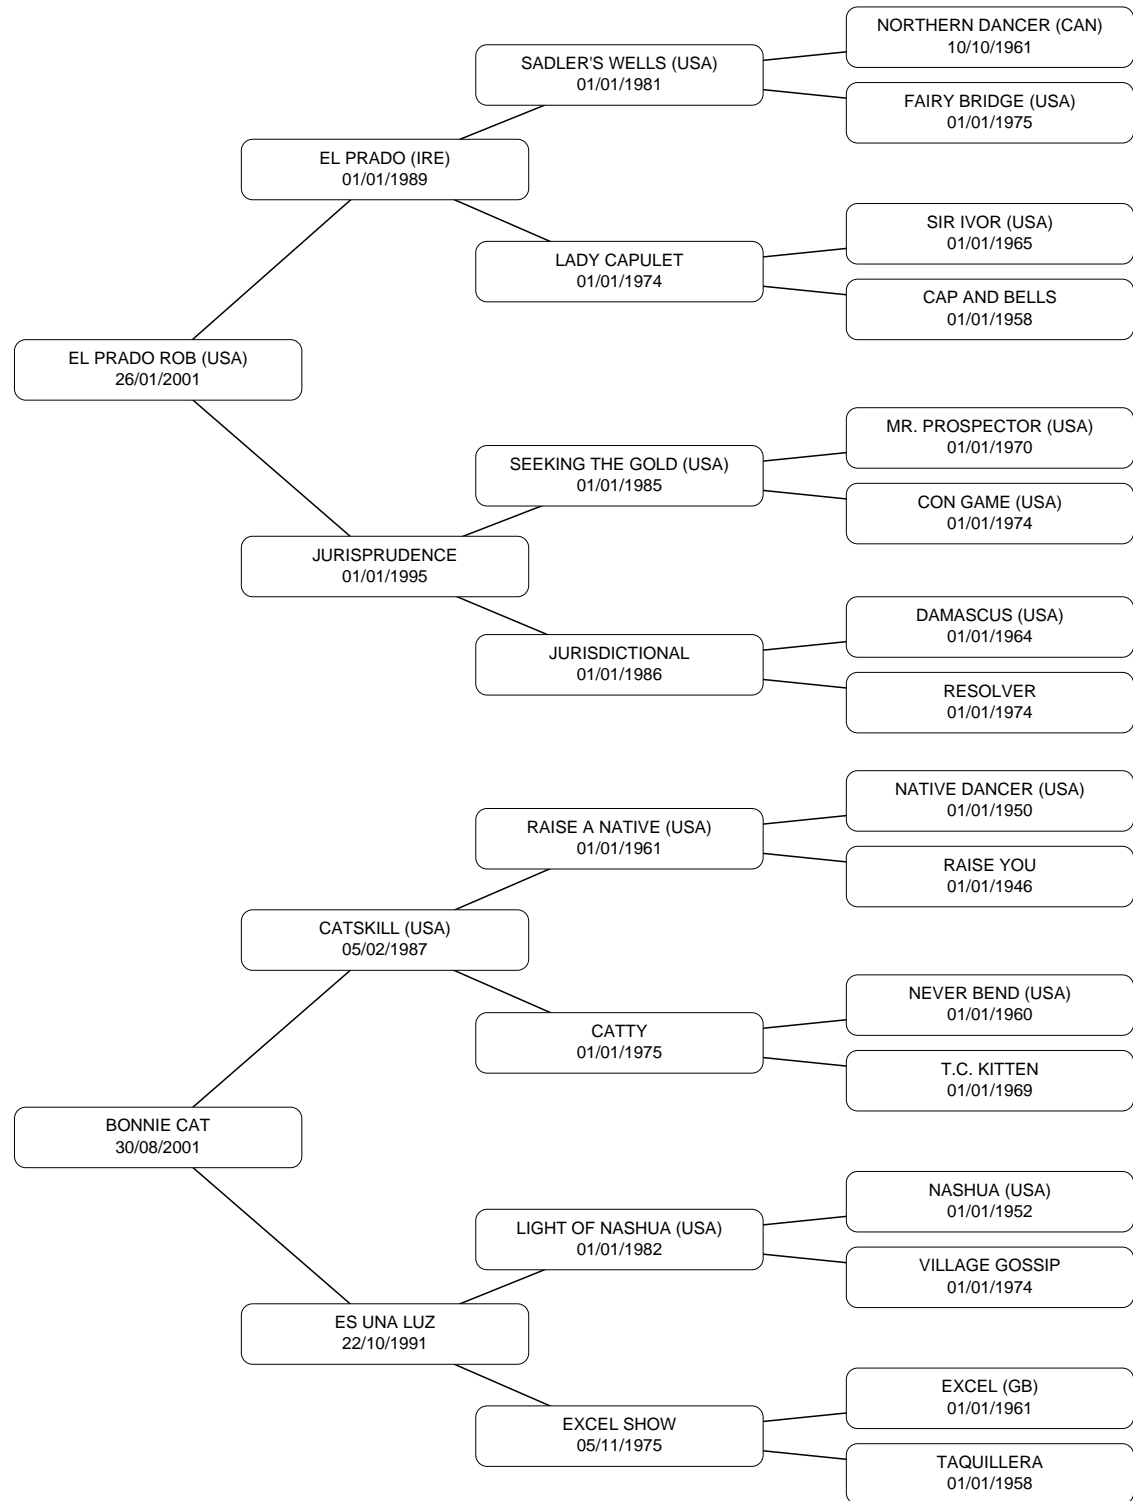 NORTHERN DANCER (CAN)
10/10/1961
SADLER'S WELLS (USA)
01/01/1981
FAIRY BRIDGE (USA)
01/01/1975
EL PRADO (IRE)
01/01/1989
SIR IVOR (USA)
01/01/1965
LADY CAPULET
01/01/1974
CAP AND BELLS
01/01/1958
EL PRADO ROB (USA)
26/01/2001
MR. PROSPECTOR (USA)
01/01/1970
SEEKING THE GOLD (USA)
01/01/1985
CON GAME (USA)
01/01/1974
JURISPRUDENCE
01/01/1995
DAMASCUS (USA)
01/01/1964
JURISDICTIONAL
01/01/1986
RESOLVER
01/01/1974
NATIVE DANCER (USA)
01/01/1950
RAISE A NATIVE (USA)
01/01/1961
RAISE YOU
01/01/1946
CATSKILL (USA)
05/02/1987
NEVER BEND (USA)
01/01/1960
CATTY
01/01/1975
T.C. KITTEN
01/01/1969
BONNIE CAT
30/08/2001
NASHUA (USA)
01/01/1952
LIGHT OF NASHUA (USA)
01/01/1982
VILLAGE GOSSIP
01/01/1974
ES UNA LUZ
22/10/1991
EXCEL (GB)
01/01/1961
EXCEL SHOW
05/11/1975
TAQUILLERA
01/01/1958